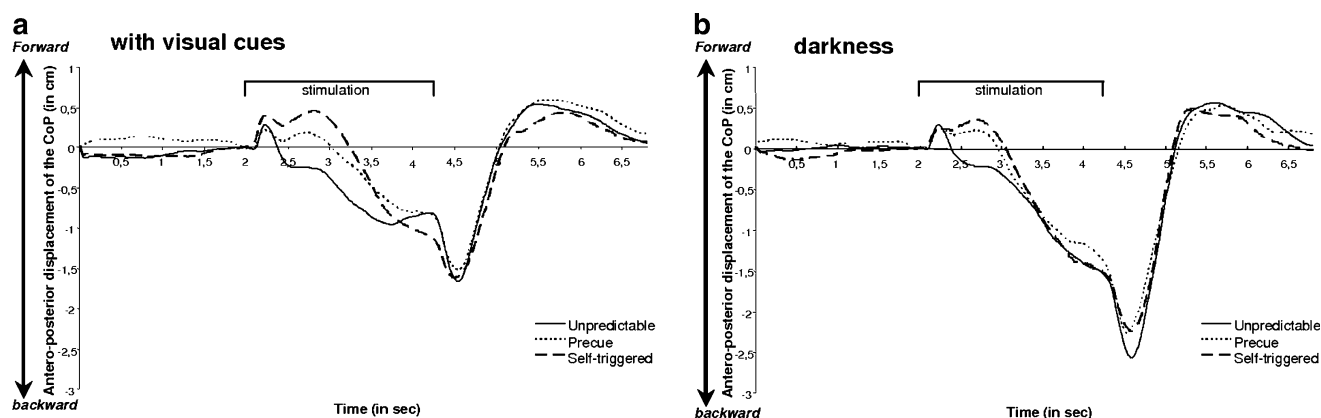 a
with visual cues
Forward
Antero-posterior displacement of the CoP (in cm)
1
0,5
0
-0,5
-1
-1,5
-2
-2,5
-3
stimulation
0,5 1 1,5 2 2,5 3 3,5 4 4,5 5 5,5 6 6,5
Unpredictable
Precue
Self-triggered
backward
Time (in sec)
b
darkness
Forward
Antero-posterior displacement of the CoP (in cm)
1
0,5
0
-0,5
-1
-1,5
-2
-2,5
-3
stimulation
0,5 1 1,5 2 2,5 3 3,5 4 4,5 5 5,5 6 6,5
Unpredictable
Precue
Self-triggered
backward
Time (in sec)